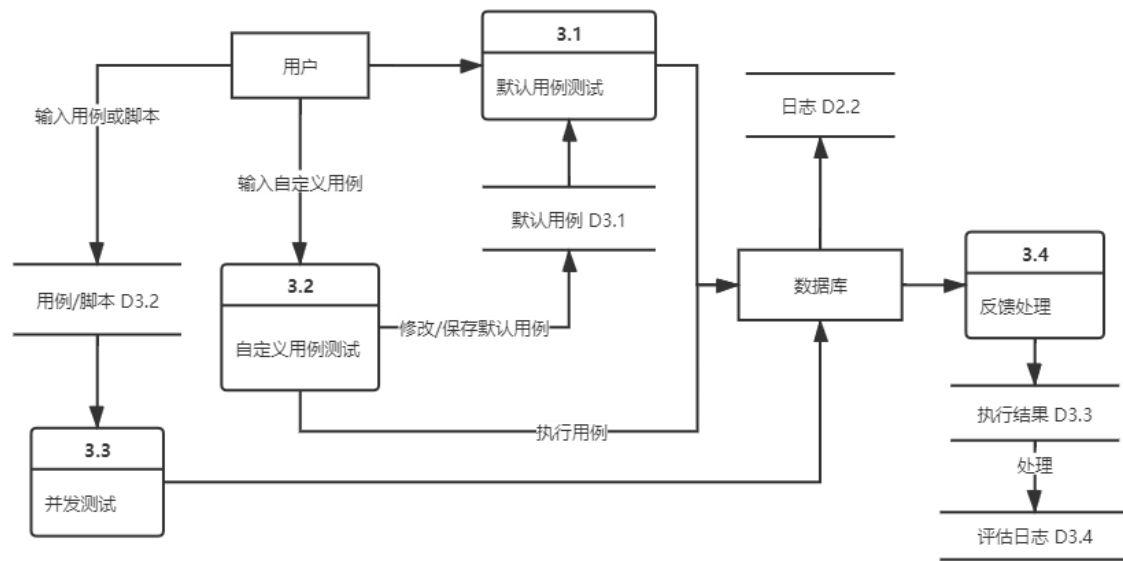 3.1
用户
默认用例测试
日志 D2.2
输入用例或脚本
输入自定义用例
默认用例 D3.1
3.2
3.4
数据库
用例/脚本 D3.2
反馈处理
修改/保存默认用例
自定义用例测试
执行结果 D3.3
执行用例
3.3
处理
并发测试
评估日志 D3.4